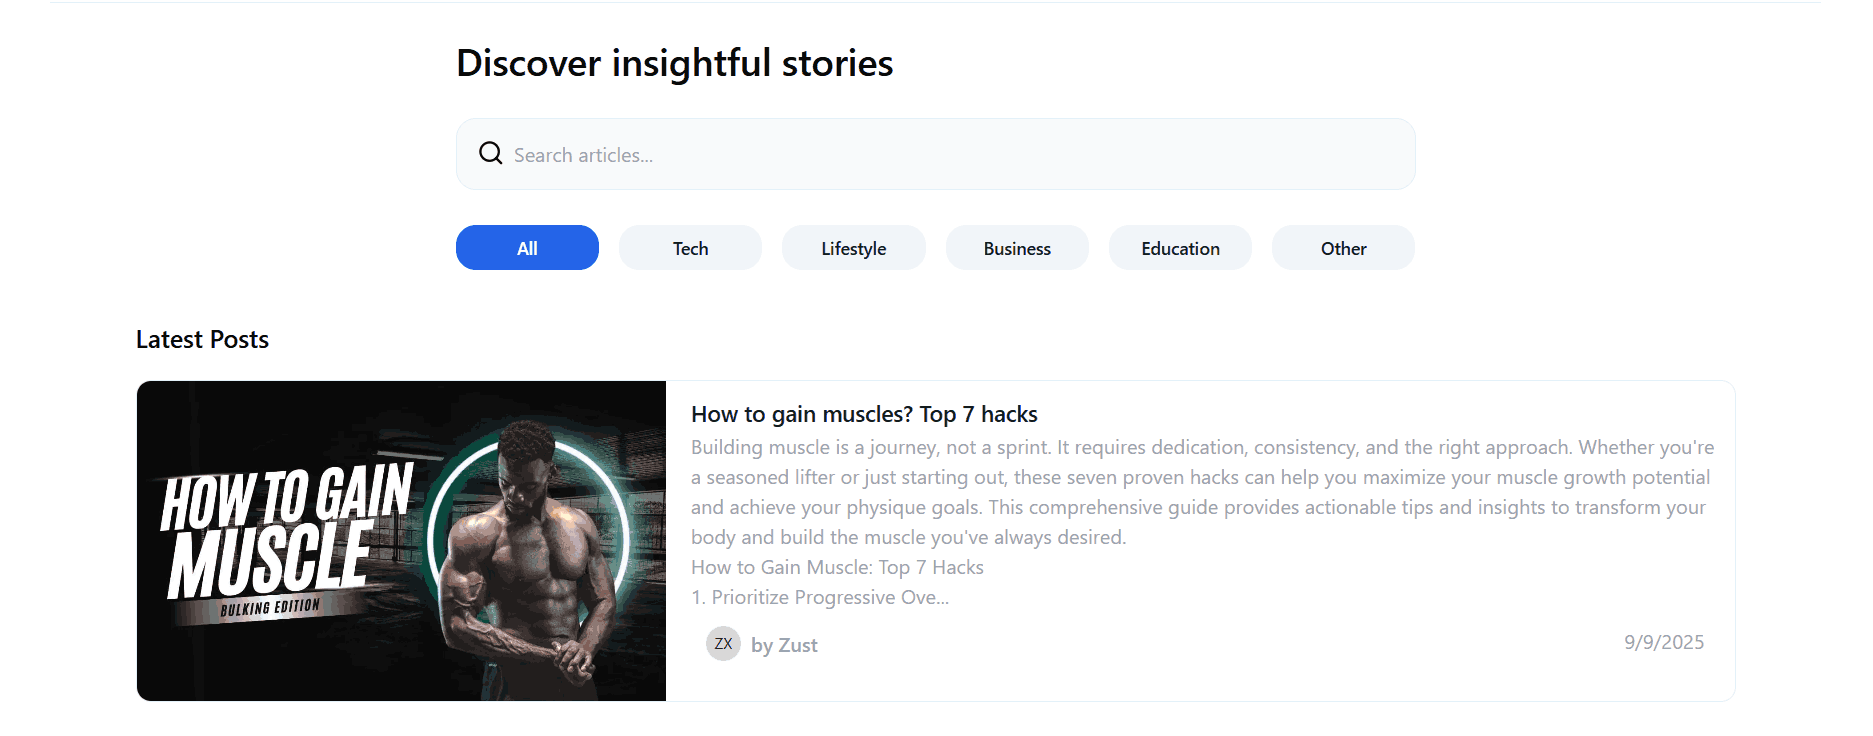 Discover insightful stories
Search articles...
All
Tech
Lifestyle
Business
Education
Other
Latest Posts
HOW TO GAIN
MUSCLE
BULKING EDITION
How to gain muscles? Top 7 hacks
Building muscle is a journey, not a sprint. It requires dedication, consistency, and the right approach. Whether you're
a seasoned lifter or just starting out, these seven proven hacks can help you maximize your muscle growth potential
and achieve your physique goals. This comprehensive guide provides actionable tips and insights to transform your
body and build the muscle you've always desired.
How to Gain Muscle: Top 7 Hacks
1. Prioritize Progressive Ove...
ZX
by Zust
9/9/2025